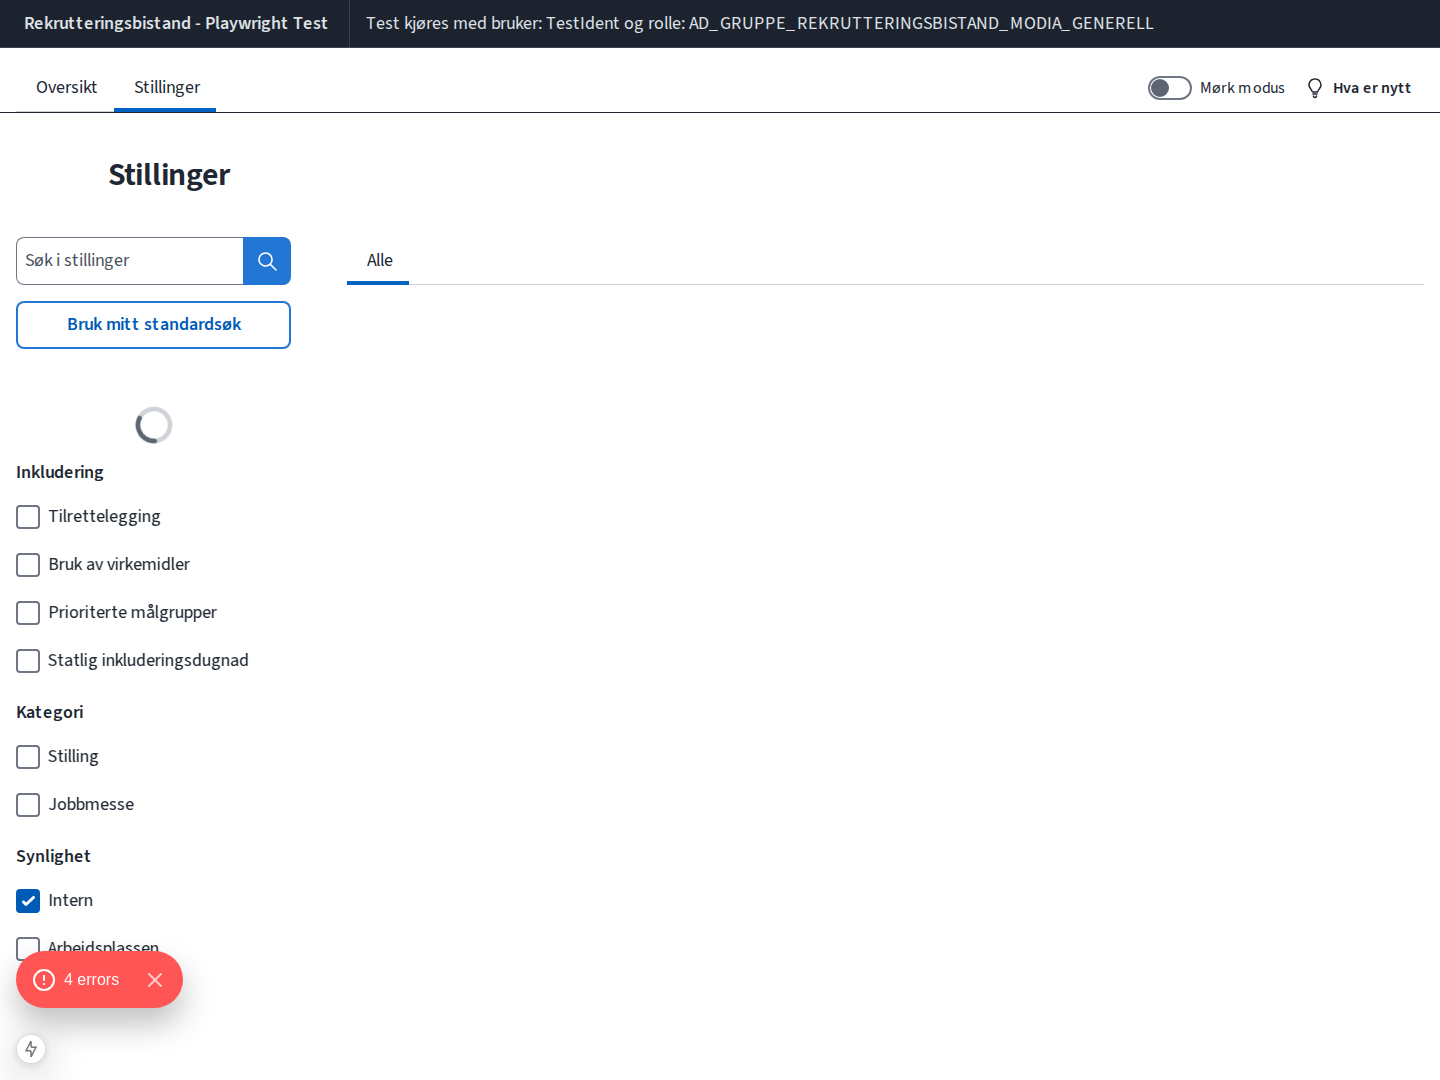 Rekrutteringsbistand - Playwright Test
Test kjøres med bruker: TestIdent og rolle: AD_GRUPPE_REKRUTTERINGSBISTAND_MODIA_GENERELL
Oversikt
Stillinger
Mørk modus
Hva er nytt
Stillinger
Søk i stillinger
Alle
Bruk mitt standardsøk
Inkludering
Tilrettelegging
Bruk av virkemidler
Prioriterte målgrupper
Statlig inkluderingsdugnad
Kategori
Stilling
Jobbmesse
Synlighet
Intern
Arbeidsplassen
4 errors